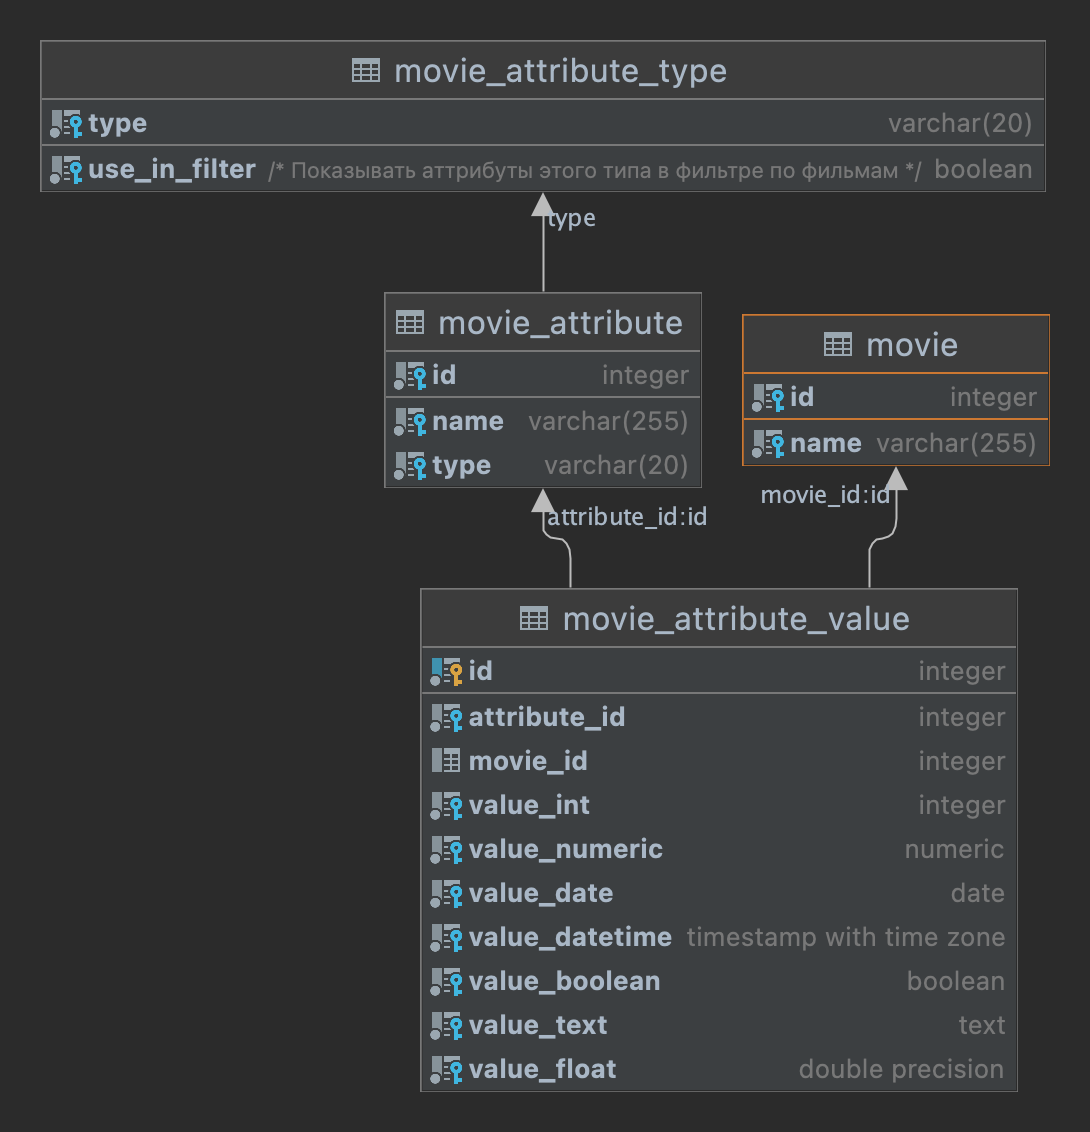 movie_attribute_type
type varchar(20)
use_in_filter /* Показывать аттрибуты этого типа в фильтре по фильмам */ boolean
type
movie_attribute
id integer
name varchar(255)
type varchar(20)
movie
id integer
name varchar(255)
attribute_id:id
movie_id:id
movie_attribute_value
id integer
attribute_id integer
movie_id integer
value_int integer
value_numeric numeric
value_date date
value_datetime timestamp with time zone
value_boolean boolean
value_text text
value_float double precision